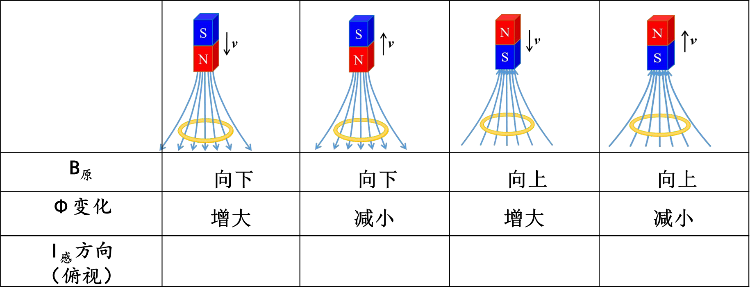 S v S v N v N v
N N S S
B原 向下 向下 向上 向上
Φ变化 增大 减小 增大 减小
I感方向
(俯视)